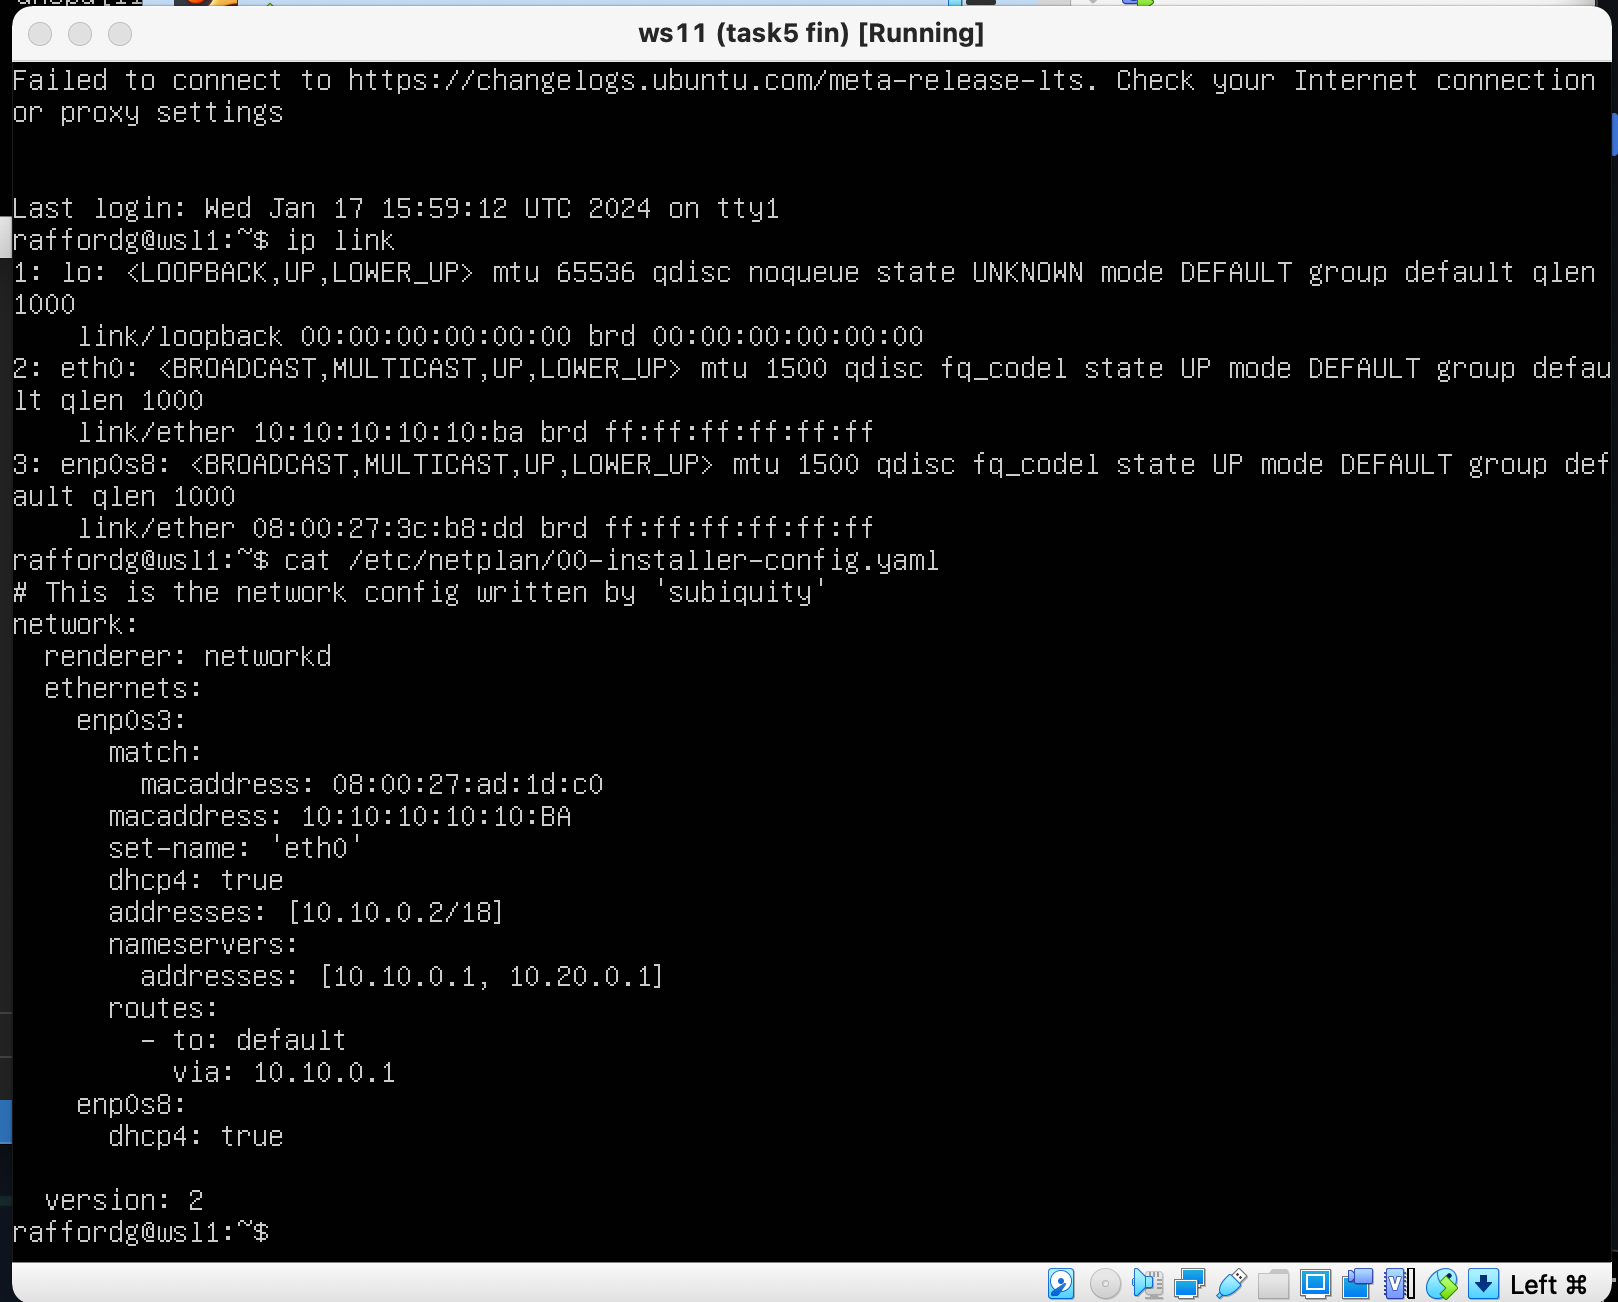 ws11 (task5 fin) [Running]
Failed to connect to https://changelogs.ubuntu.com/meta-release-lts. Check your Internet connection
or proxy settings
Last login: Wed Jan 17 15:59:12 UTC 2024 on tty1
raffordg@wsl1:~$ ip link
1: lo: <LOOPBACK,UP,LOWER_UP> mtu 65536 qdisc noqueue state UNKNOWN mode DEFAULT group default qlen
1000
    link/loopback 00:00:00:00:00:00 brd 00:00:00:00:00:00
2: eth0: <BROADCAST,MULTICAST,UP,LOWER_UP> mtu 1500 qdisc fq_codel state UP mode DEFAULT group defau
lt qlen 1000
    link/ether 10:10:10:10:10:ba brd ff:ff:ff:ff:ff:ff
3: enp0s8: <BROADCAST,MULTICAST,UP,LOWER_UP> mtu 1500 qdisc fq_codel state UP mode DEFAULT group def
ault qlen 1000
    link/ether 08:00:27:3c:b8:dd brd ff:ff:ff:ff:ff:ff
raffordg@wsl1:~$ cat /etc/netplan/00-installer-config.yaml
# This is the network config written by 'subiquity'
network:
  renderer: networkd
  ethernets:
    enp0s3:
      match:
        macaddress: 08:00:27:ad:1d:c0
      macaddress: 10:10:10:10:10:BA
      set-name: 'eth0'
      dhcp4: true
      addresses: [10.10.0.2/18]
      nameservers:
        addresses: [10.10.0.1, 10.20.0.1]
      routes:
        - to: default
          via: 10.10.0.1
    enp0s8:
      dhcp4: true
  version: 2
raffordg@wsl1:~$
Left ⌘